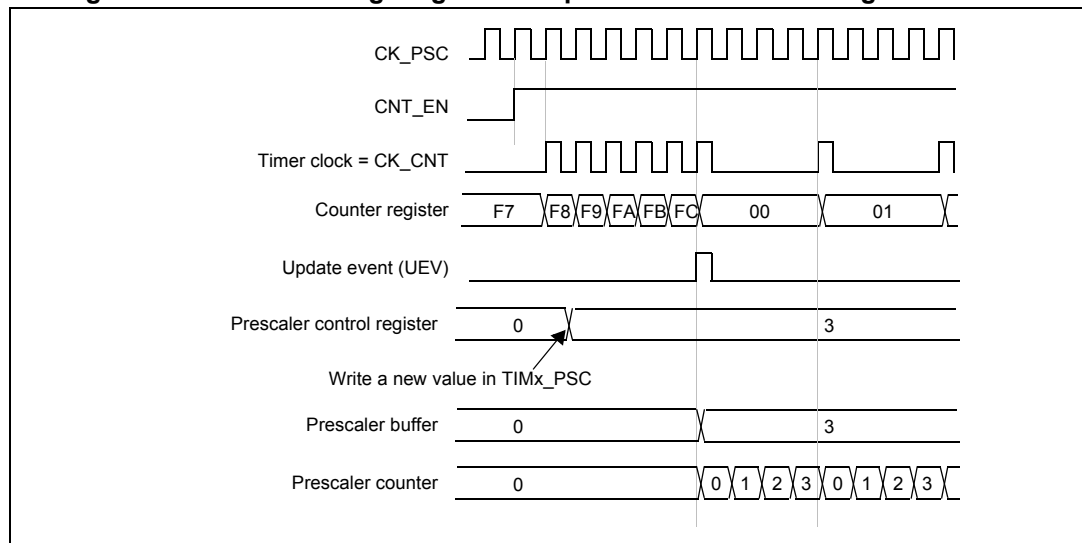 CK_PSC
CNT_EN
Timer clock = CK_CNT
Counter register F7 F8 F9 FA FB FC 00 01
Update event (UEV)
Prescaler control register 0 3
Write a new value in TIMx_PSC
Prescaler buffer 0 3
Prescaler counter 0 0 1 2 3 0 1 2 3